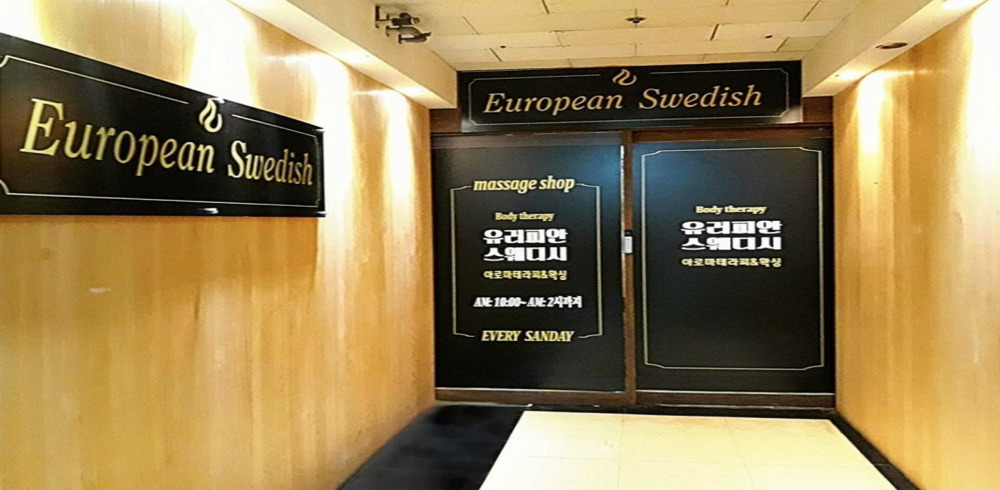 European Swedish
European Swedish
massage shop
Body therapy
유러피안
스웨디시
아로마테라피&왁싱
AM: 10:00~AM: 2시까지
EVERY SANDAY
Body therapy
유러피안
스웨디시
아로마테라피&왁싱